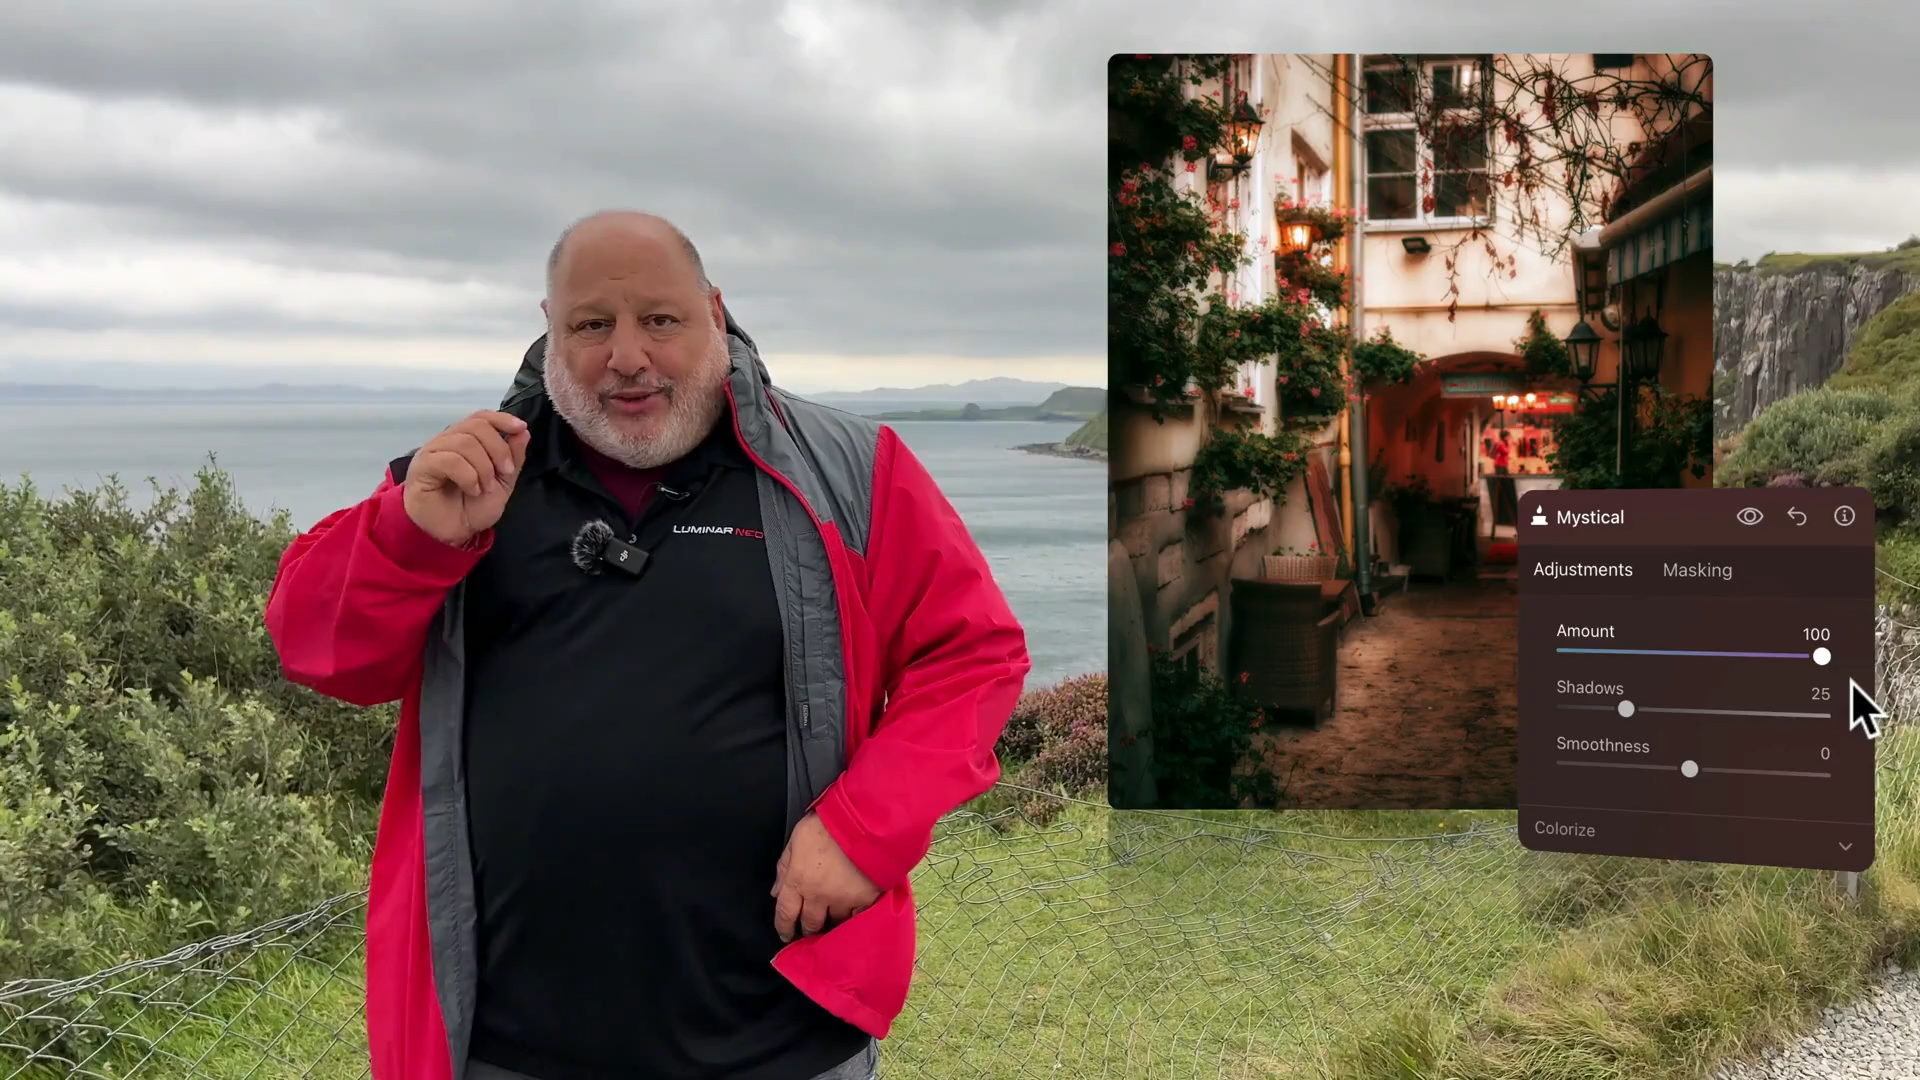 LUMINAR NEO
Mystical
Adjustments Masking
Amount 100
Shadows 25
Smoothness 0
Colorize